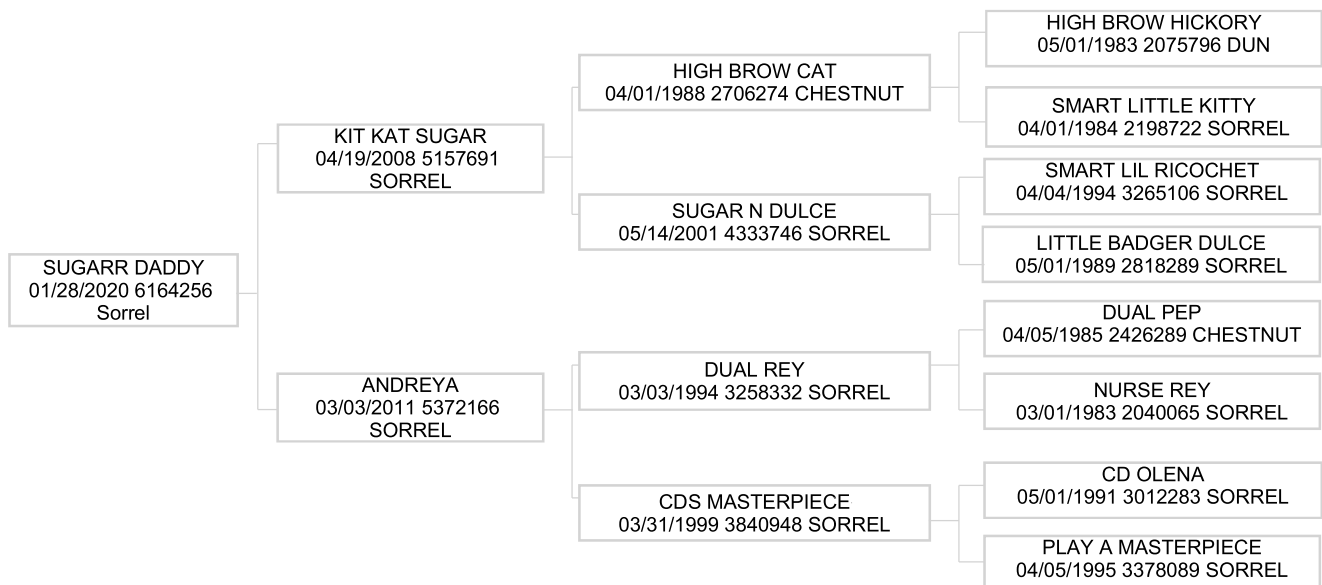 SUGARR DADDY
01/28/2020 6164256
Sorrel
KIT KAT SUGAR
04/19/2008 5157691
SORREL
ANDREYA
03/03/2011 5372166
SORREL
HIGH BROW CAT
04/01/1988 2706274 CHESTNUT
SUGAR N DULCE
05/14/2001 4333746 SORREL
DUAL REY
03/03/1994 3258332 SORREL
CDS MASTERPIECE
03/31/1999 3840948 SORREL
HIGH BROW HICKORY
05/01/1983 2075796 DUN
SMART LITTLE KITTY
04/01/1984 2198722 SORREL
SMART LIL RICOCHET
04/04/1994 3265106 SORREL
LITTLE BADGER DULCE
05/01/1989 2818289 SORREL
DUAL PEP
04/05/1985 2426289 CHESTNUT
NURSE REY
03/01/1983 2040065 SORREL
CD OLENA
05/01/1991 3012283 SORREL
PLAY A MASTERPIECE
04/05/1995 3378089 SORREL